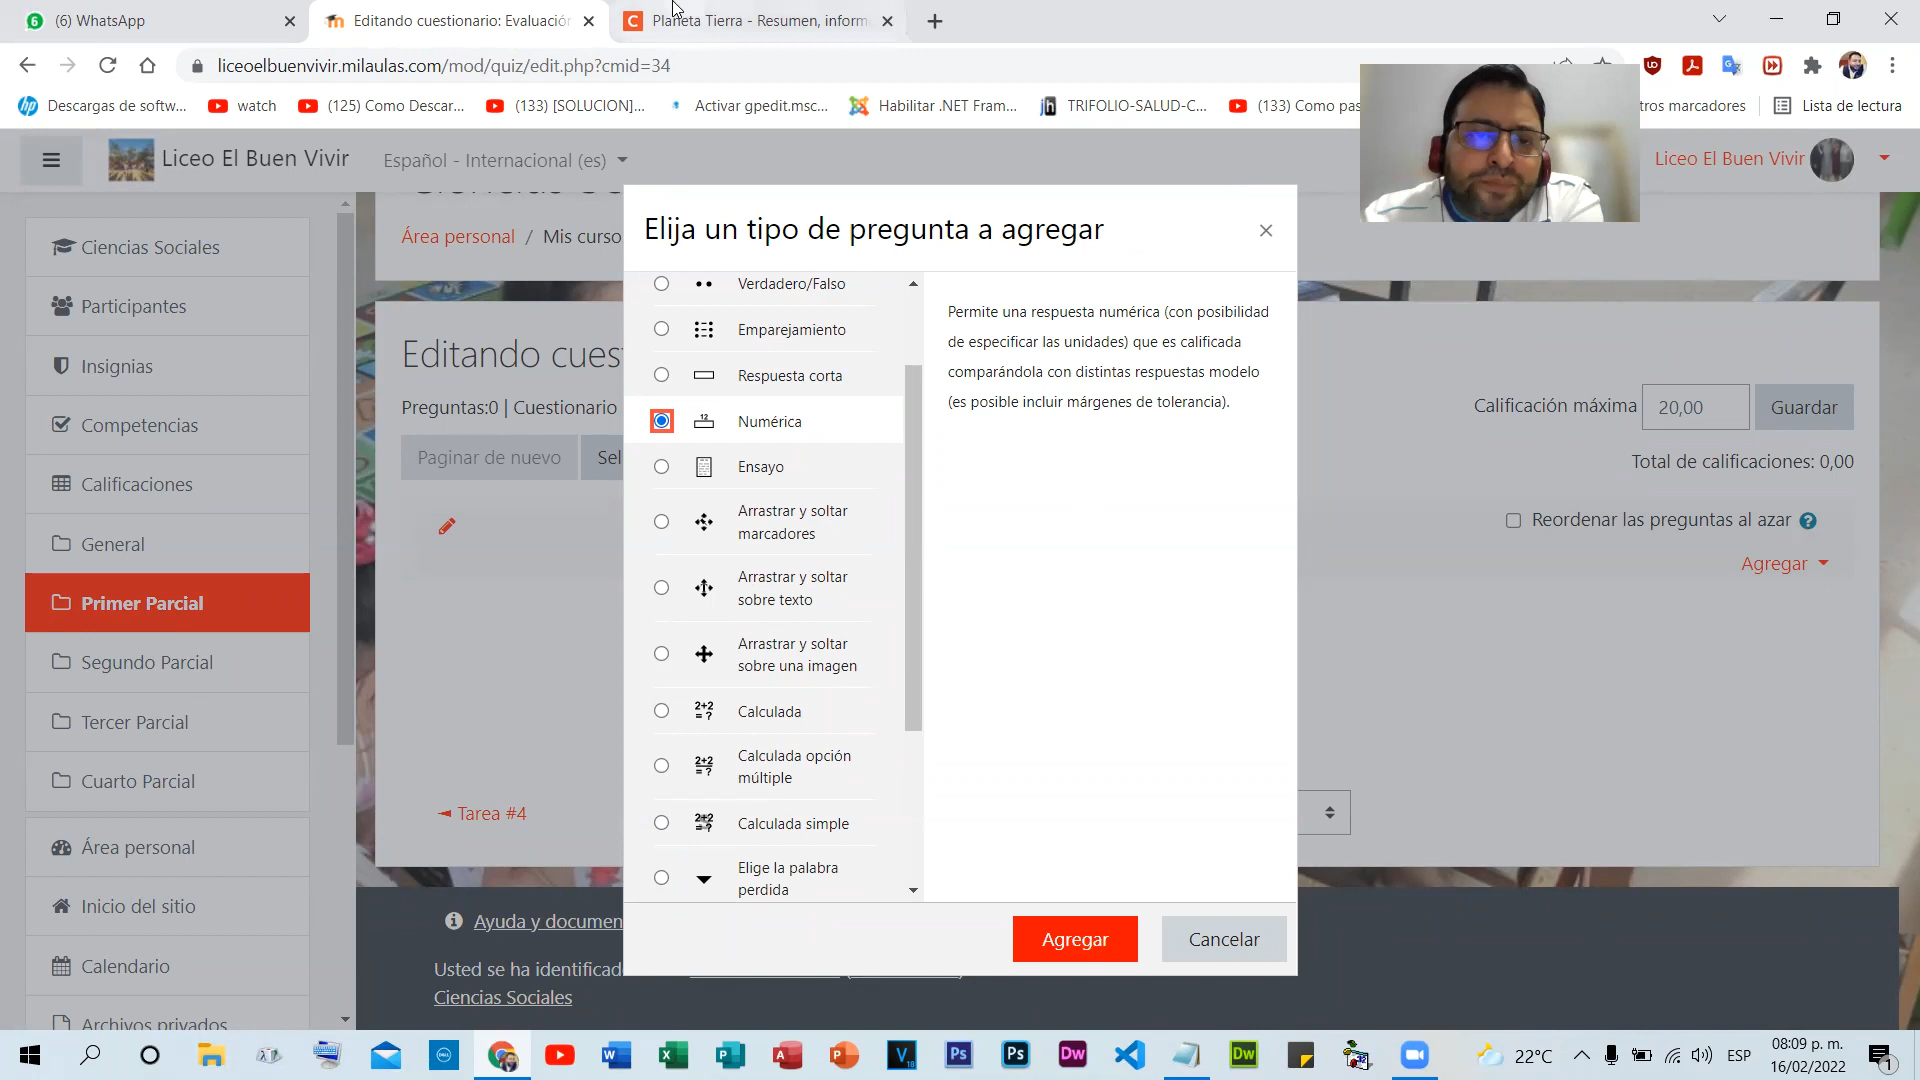 (6) WhatsApp
Editando cuestionario: Evaluación
Planeta Tierra - Resumen, inform
liceoelbuenvivir.milaulas.com/mod/quiz/edit.php?cmid=34
Descargas de softw...
watch
(125) Como Descar...
(133) [SOLUCION]...
Activar gpedit.msc...
Habilitar .NET Fram...
TRIFOLIO-SALUD-C...
(133) Como pas
tros marcadores
Lista de lectura
Liceo El Buen Vivir
Español - Internacional (es)
Liceo El Buen Vivir
Ciencias Sociales
Participantes
Insignias
Competencias
Calificaciones
General
Primer Parcial
Segundo Parcial
Tercer Parcial
Cuarto Parcial
Área personal
Inicio del sitio
Calendario
Archivos privados
Área personal / Mis curso
Editando cues
Preguntas:0 | Cuestionario
Paginar de nuevo
Sel
Calificación máxima
20,00
Guardar
Total de calificaciones: 0,00
Reordenar las preguntas al azar
Agregar
Tarea #4
Elija un tipo de pregunta a agregar
Verdadero/Falso
Emparejamiento
Respuesta corta
Numérica
Ensayo
Arrastrar y soltar
marcadores
Arrastrar y soltar
sobre texto
Arrastrar y soltar
sobre una imagen
Calculada
Calculada opción
múltiple
Calculada simple
Elige la palabra
perdida
Permite una respuesta numérica (con posibilidad
de especificar las unidades) que es calificada
comparándola con distintas respuestas modelo
(es posible incluir márgenes de tolerancia).
Agregar
Cancelar
Ayuda y documen
Usted se ha identificad
Ciencias Sociales
22°C
ESP
08:09 p. m.
16/02/2022
1